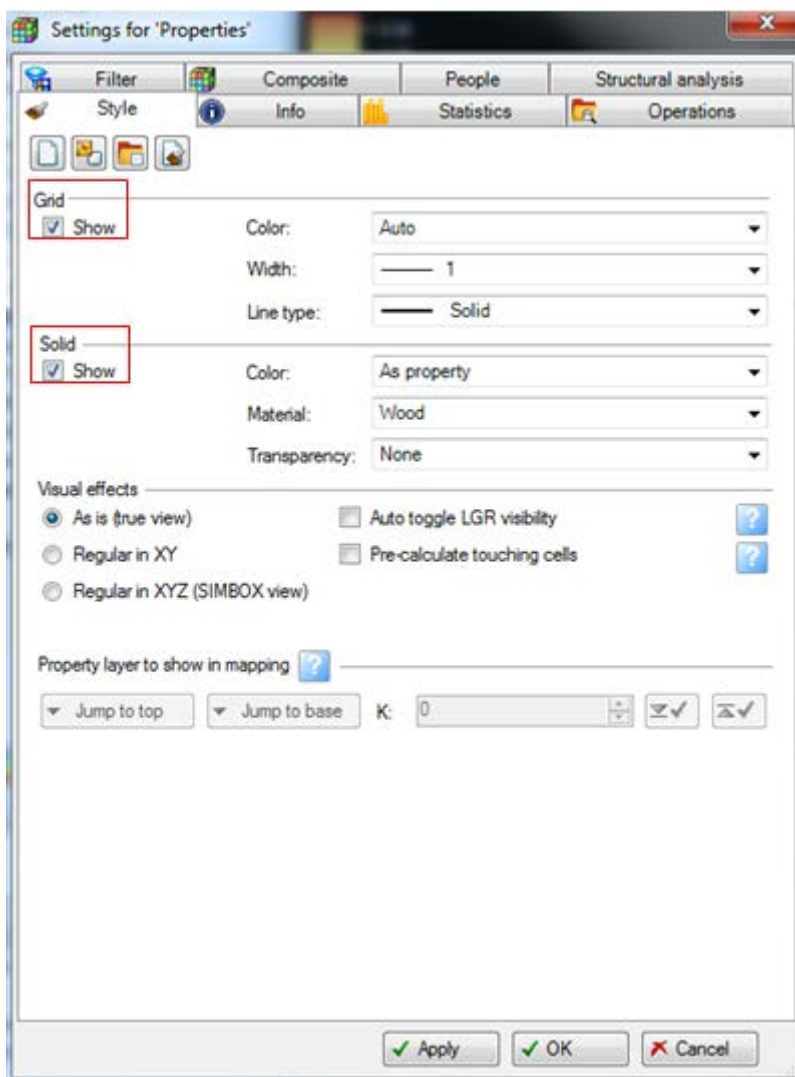 Settings for 'Properties'
Filter Composite People Structural analysis
Style Info Statistics Operations
Grid
Show Color: Auto
Width: 1
Line type: Solid
Solid
Show Color: As property
Material: Wood
Transparency: None
Visual effects
As is (true view) Auto toggle LGR visibility ?
Regular in XY Pre-calculate touching cells ?
Regular in XYZ (SIMBOX view)
Property layer to show in mapping ?
Jump to top Jump to base K: 0
Apply OK Cancel